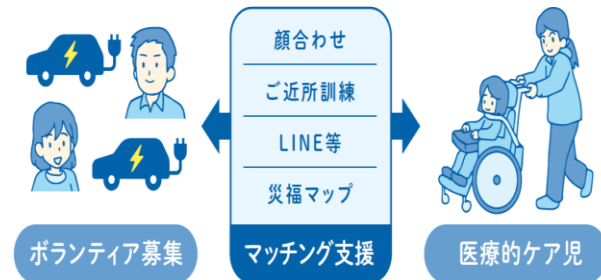 顔合わせ
ご近所訓練
LINE等
災福マップ
ボランティア募集
マッチング支援
医療的ケア児